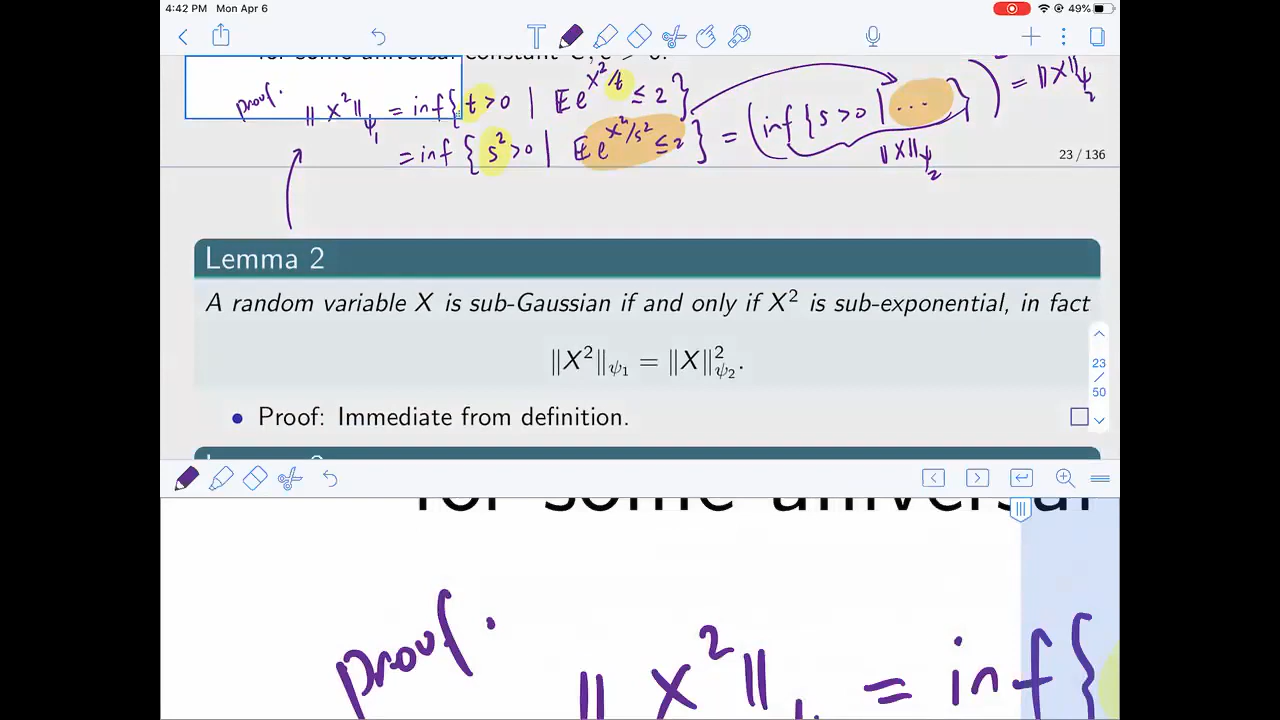 4:42 PM Mon Apr 6
49%
for some universal constant C, c > 0.
proof. ‖X²‖ψ₁ = inf{ t>0 | 𝔼e^{X²/t} ≤ 2}
= inf { s²>0 | 𝔼e^{X²/s²} ≤2 } = (inf{ s>0 | ... })² = ‖X‖²ψ₂
‖X‖ψ₂
23 / 136
Lemma 2
A random variable X is sub-Gaussian if and only if X² is sub-exponential, in fact
‖X²‖ψ₁ = ‖X‖²ψ₂.
• Proof: Immediate from definition. □
23
/
50
for some universal
proof. ‖X²‖ψ₁ = inf{